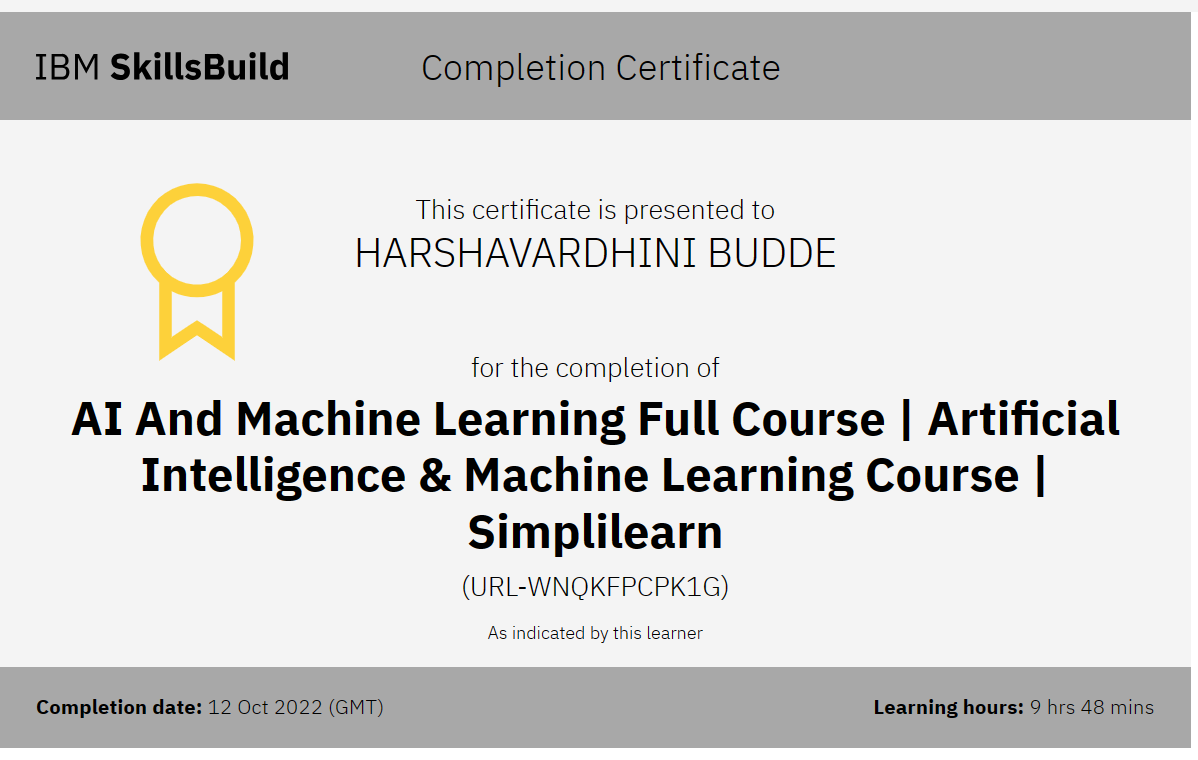 IBM SkillsBuild
Completion Certificate
This certificate is presented to
HARSHAVARDHINI BUDDE
for the completion of
AI And Machine Learning Full Course | Artificial
Intelligence & Machine Learning Course |
Simplilearn
(URL-WNQKFPCPK1G)
As indicated by this learner
Completion date: 12 Oct 2022 (GMT)
Learning hours: 9 hrs 48 mins